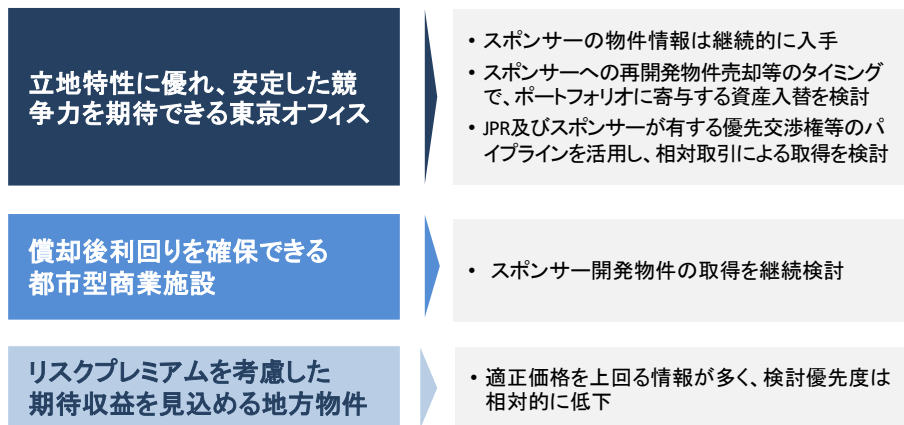 立地特性に優れ、安定した競
争力を期待できる東京オフィス
• スポンサーの物件情報は継続的に入手
• スポンサーへの再開発物件売却等のタイミング
で、ポートフォリオに寄与する資産入替を検討
• JPR及びスポンサーが有する優先交渉権等のパ
イプラインを活用し、相対取引による取得を検討
償却後利回りを確保できる
都市型商業施設
• スポンサー開発物件の取得を継続検討
リスクプレミアムを考慮した
期待収益を見込める地方物件
• 適正価格を上回る情報が多く、検討優先度は
相対的に低下